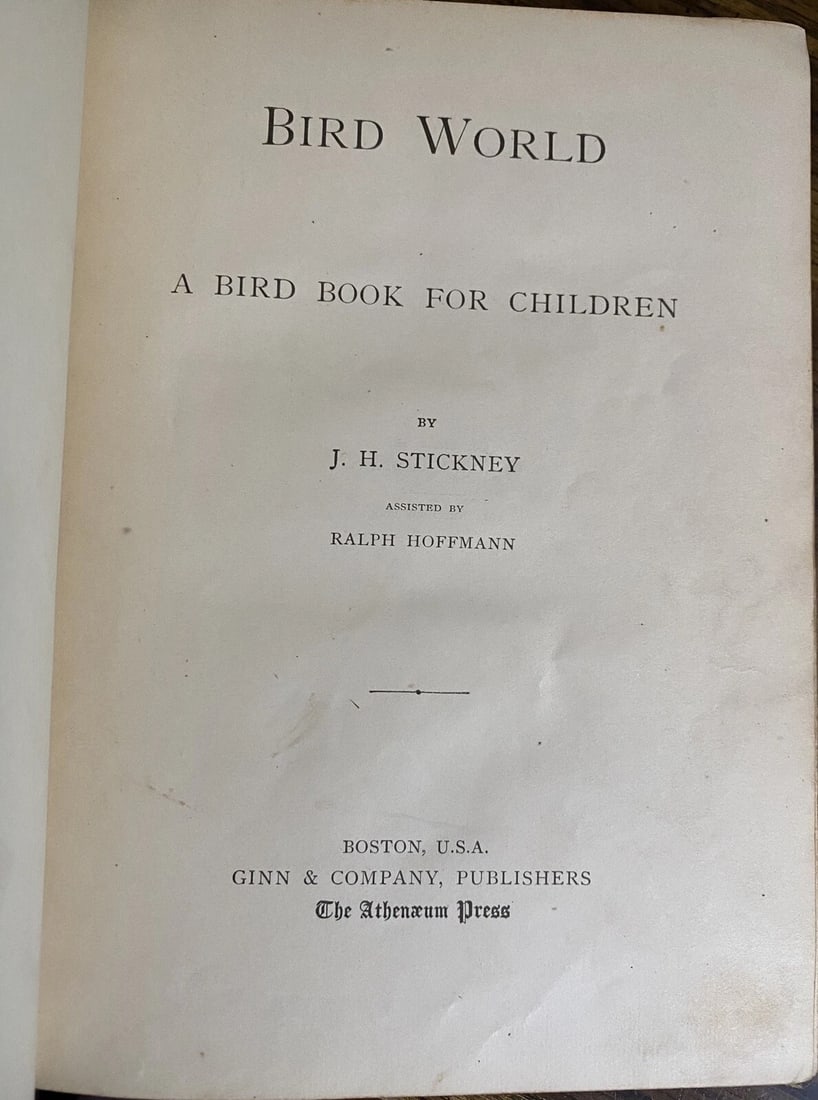 BIRD WORLD
A BIRD BOOK FOR CHILDREN
BY
J. H. STICKNEY
ASSISTED BY
RALPH HOFFMANN
BOSTON, U.S.A.
GINN & COMPANY, PUBLISHERS
The Athenæum Press